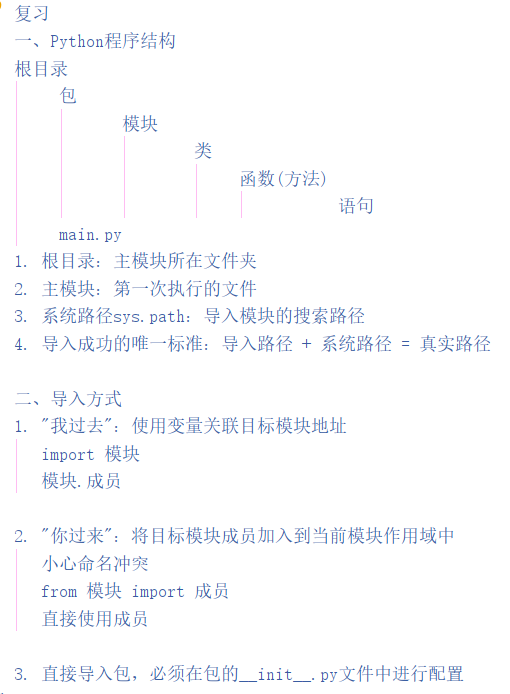 复习
一、Python程序结构
根目录
包
模块
类
函数(方法)
语句
main.py
1. 根目录：主模块所在文件夹
2. 主模块：第一次执行的文件
3. 系统路径sys.path：导入模块的搜索路径
4. 导入成功的唯一标准：导入路径 + 系统路径 = 真实路径
二、导入方式
1. "我过去"：使用变量关联目标模块地址
import 模块
模块.成员
2. "你过来"：将目标模块成员加入到当前模块作用域中
小心命名冲突
from 模块 import 成员
直接使用成员
3. 直接导入包，必须在包的__init__.py文件中进行配置